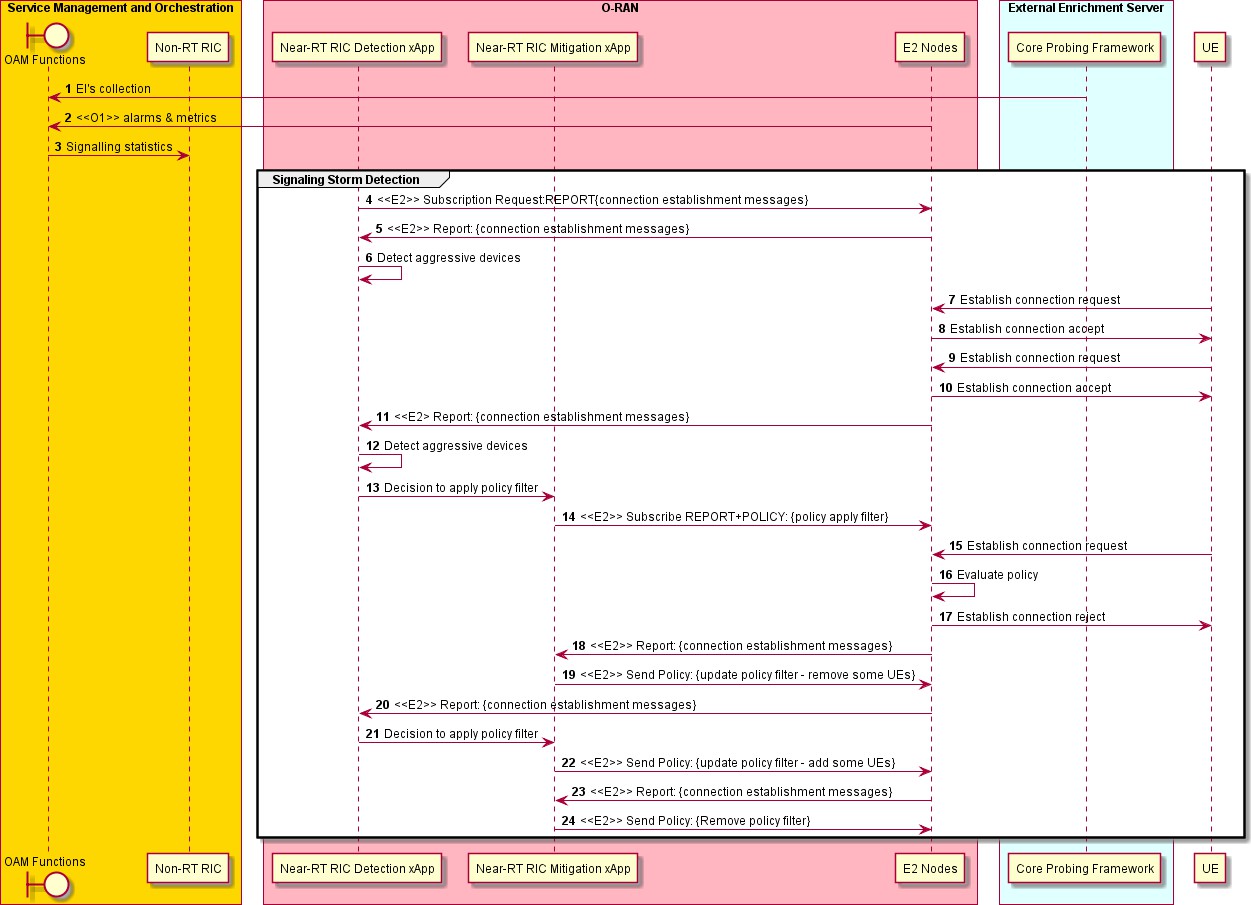 Service Management and Orchestration
O-RAN
External Enrichment Server
OAM Functions
Non-RT RIC
Near-RT RIC Detection xApp
Near-RT RIC Mitigation xApp
E2 Nodes
Core Probing Framework
UE
1 EI's collection
2 <<O1>> alarms & metrics
3 Signalling statistics
Signaling Storm Detection
4 <<E2>> Subscription Request:REPORT{connection establishment messages}
5 <<E2>> Report: {connection establishment messages}
6 Detect aggressive devices
7 Establish connection request
8 Establish connection accept
9 Establish connection request
10 Establish connection accept
11 <<E2> Report: {connection establishment messages}
12 Detect aggressive devices
13 Decision to apply policy filter
14 <<E2>> Subscribe REPORT+POLICY: {policy apply filter}
15 Establish connection request
16 Evaluate policy
17 Establish connection reject
18 <<E2>> Report: {connection establishment messages}
19 <<E2>> Send Policy: {update policy filter - remove some UEs}
20 <<E2>> Report: {connection establishment messages}
21 Decision to apply policy filter
22 <<E2>> Send Policy: {update policy filter - add some UEs}
23 <<E2>> Report: {connection establishment messages}
24 <<E2>> Send Policy: {Remove policy filter}
OAM Functions
Non-RT RIC
Near-RT RIC Detection xApp
Near-RT RIC Mitigation xApp
E2 Nodes
Core Probing Framework
UE